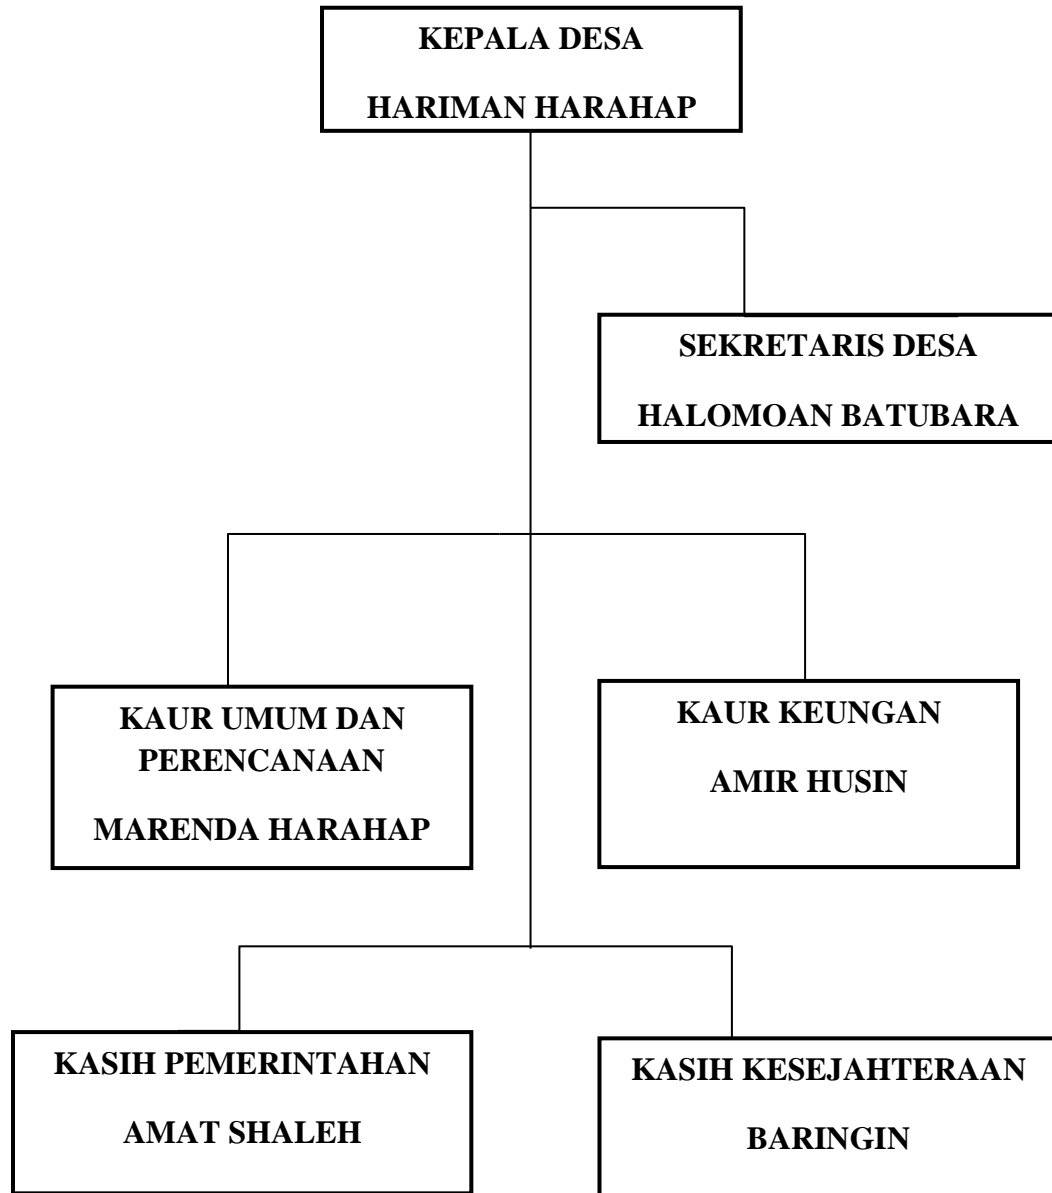 KEPALA DESA
HARIMAN HARAHAP
SEKRETARIS DESA
HALOMOAN BATUBARA
KAUR UMUM DAN
PERENCANAAN
MARENDA HARAHAP
KAUR KEUNGAN
AMIR HUSIN
KASIH PEMERINTAHAN
AMAT SHALEH
KASIH KESEJAHTERAAN
BARINGIN